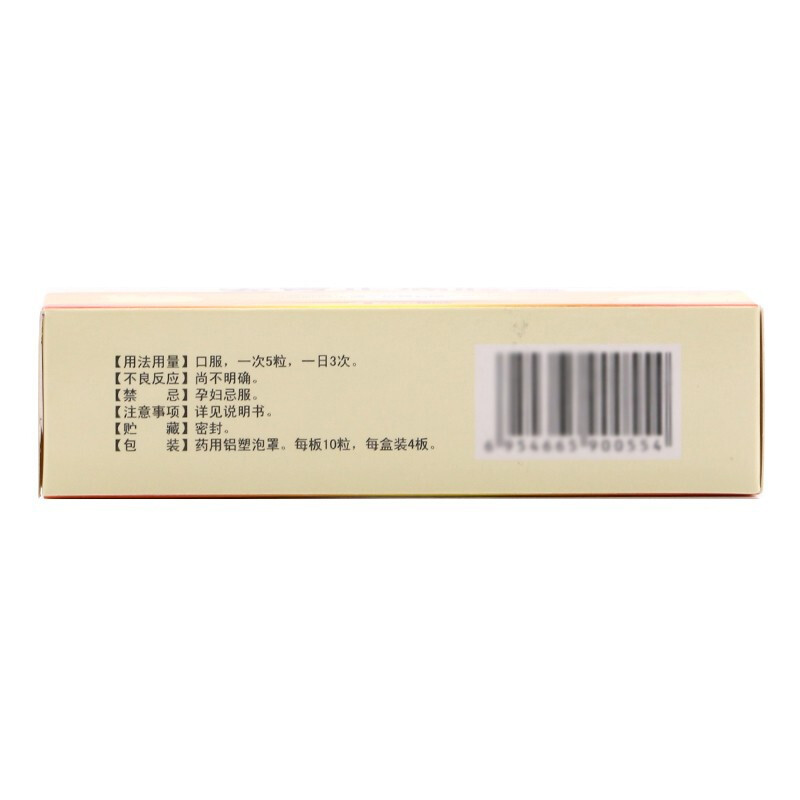 【用法用量】口服，一次5粒，一日3次。
【不良反应】尚不明确。
【禁　　忌】孕妇忌服。
【注意事项】详见说明书。
【贮　　藏】密封。
【包　　装】药用铝塑泡罩。每板10粒，每盒装4板。
6 954665 900554